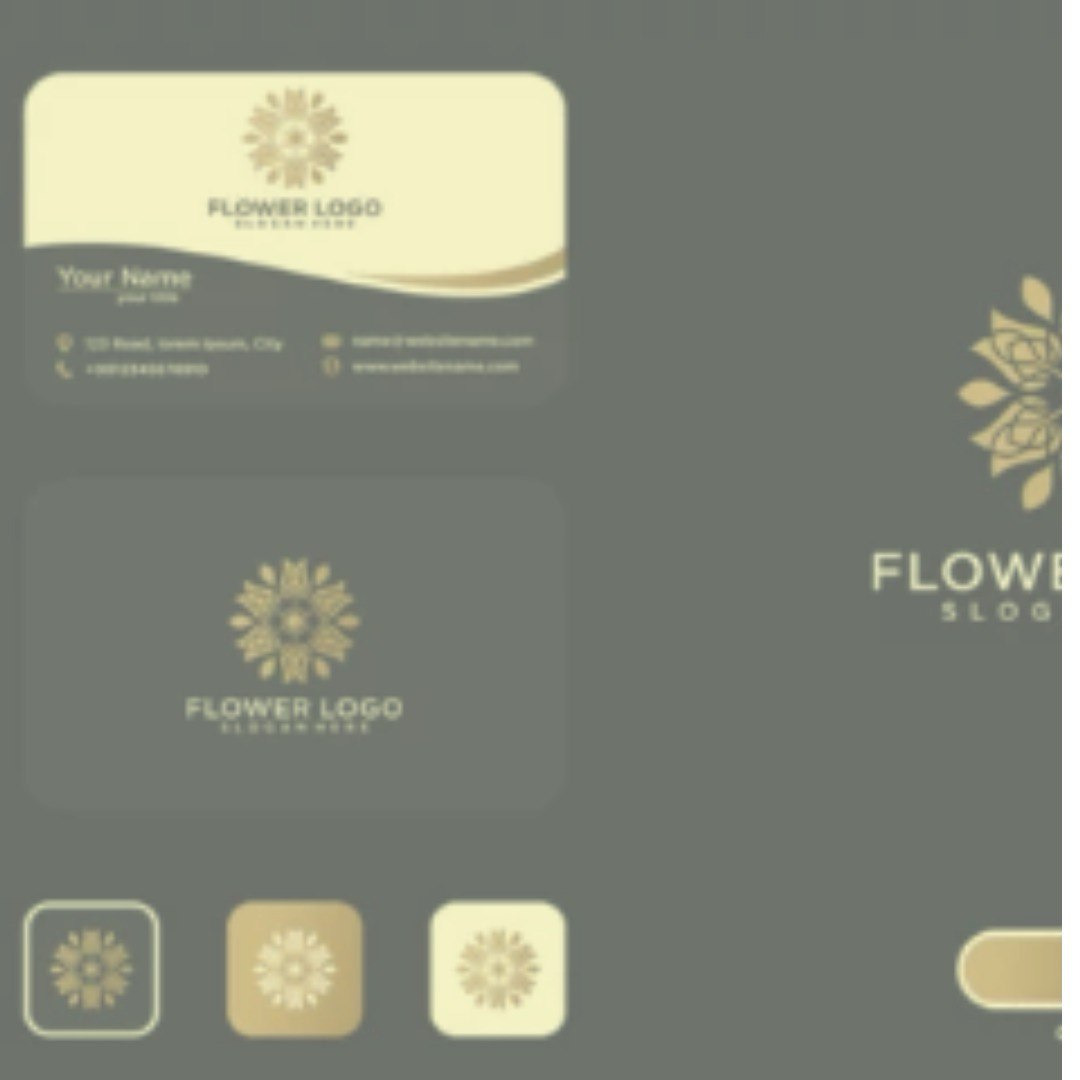 FLOWER LOGO
SLOGAN HERE
Your Name
your title
123 Road, lorem ipsum, City
name@websitename.com
www.websitename.com
FLOWER LOGO
SLOGAN HERE
FLOWE
SLOG